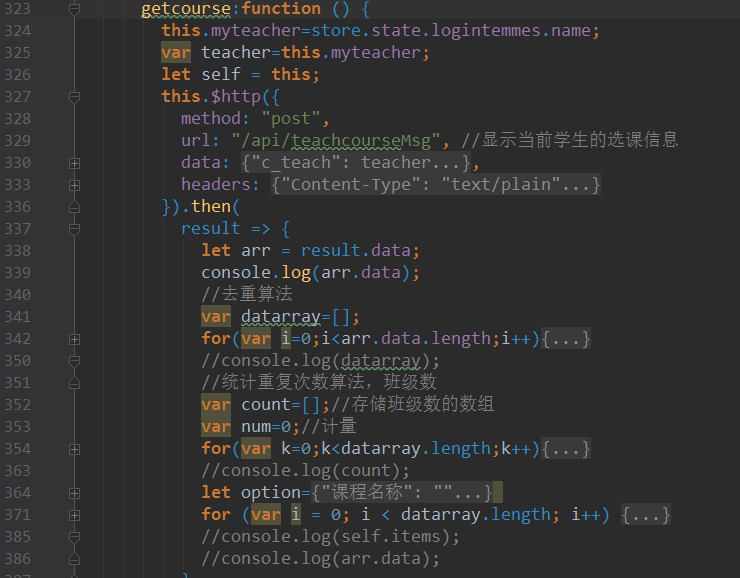 323 getcourse:function () {
324 this.myteacher=store.state.logintemmes.name;
325 var teacher=this.myteacher;
326 let self = this;
327 this.$http({
328 method: "post",
329 url: "/api/teachcourseMsg", //显示当前学生的选课信息
330 data: {"c_teach": teacher...},
333 headers: {"Content-Type": "text/plain"...}
336 }).then(
337 result => {
338 let arr = result.data;
339 console.log(arr.data);
340 //去重算法
341 var datarray=[];
342 for(var i=0;i<arr.data.length;i++){...}
350 //console.log(datarray);
351 //统计重复次数算法，班级数
352 var count=[];//存储班级数的数组
353 var num=0;//计量
354 for(var k=0;k<datarray.length;k++){...}
363 //console.log(count);
364 let option={"课程名称": ""...}
371 for (var i = 0; i < datarray.length; i++) {...}
385 //console.log(self.items);
386 //console.log(arr.data);